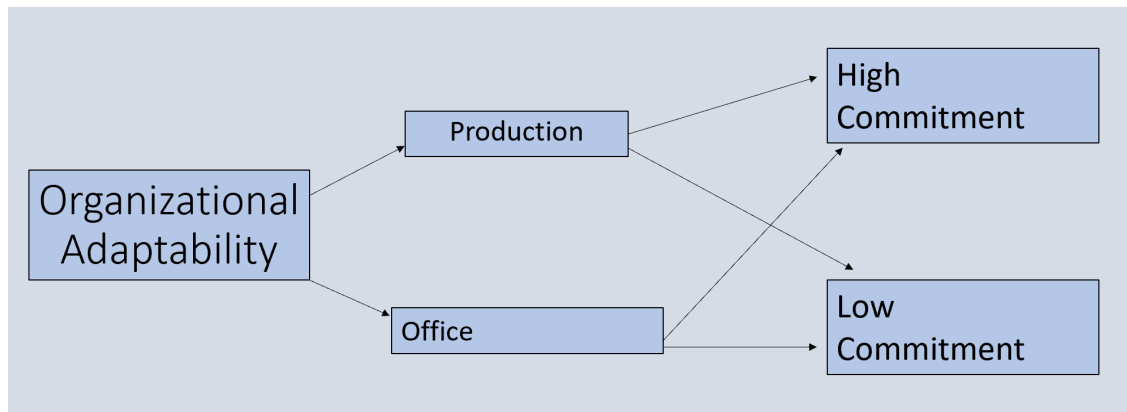 Organizational
Adaptability
Production
Office
High
Commitment
Low
Commitment